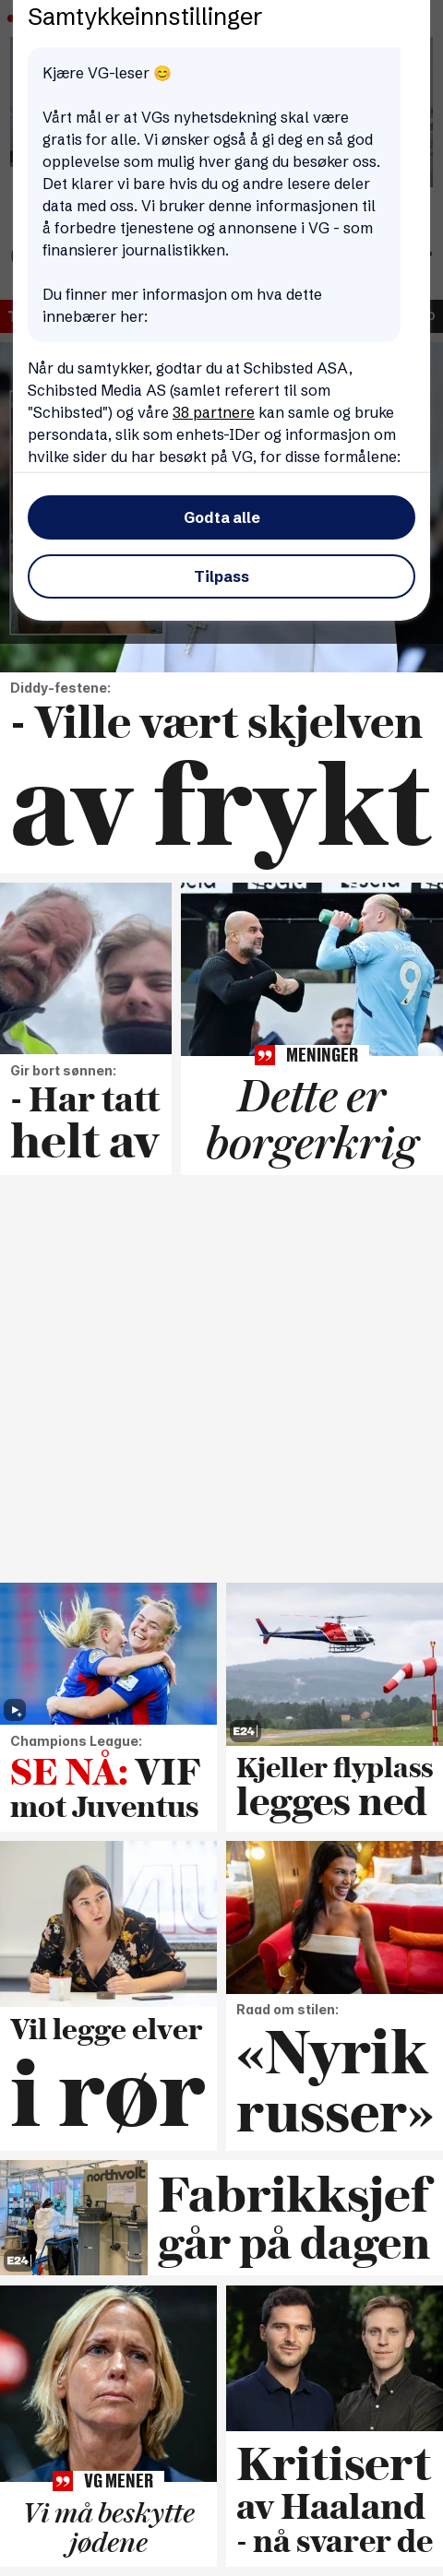 Samtykkeinnstillinger
Kjære VG-leser 😊
Vårt mål er at VGs nyhetsdekning skal være
gratis for alle. Vi ønsker også å gi deg en så god
opplevelse som mulig hver gang du besøker oss.
Det klarer vi bare hvis du og andre lesere deler
data med oss. Vi bruker denne informasjonen til
å forbedre tjenestene og annonsene i VG - som
finansierer journalistikken.
Du finner mer informasjon om hva dette
innebærer her:
Når du samtykker, godtar du at Schibsted ASA,
Schibsted Media AS (samlet referert til som
"Schibsted") og våre 38 partnere kan samle og bruke
persondata, slik som enhets-IDer og informasjon om
hvilke sider du har besøkt på VG, for disse formålene:
Godta alle
Tilpass
Diddy-festene:
- Ville vært skjelven
av frykt
Gir bort sønnen:
- Har tatt
helt av
9
MENINGER
Dette er
borgerkrig
Champions League:
SE NÅ: VIF
mot Juventus
E24
Kjeller flyplass
legges ned
Vil legge elver
i rør
Raad om stilen:
«Nyrik
russer»
northvolt
E24
Fabrikksjef
går på dagen
VG MENER
Vi må beskytte
jødene
Kritisert
av Haaland
- nå svarer de